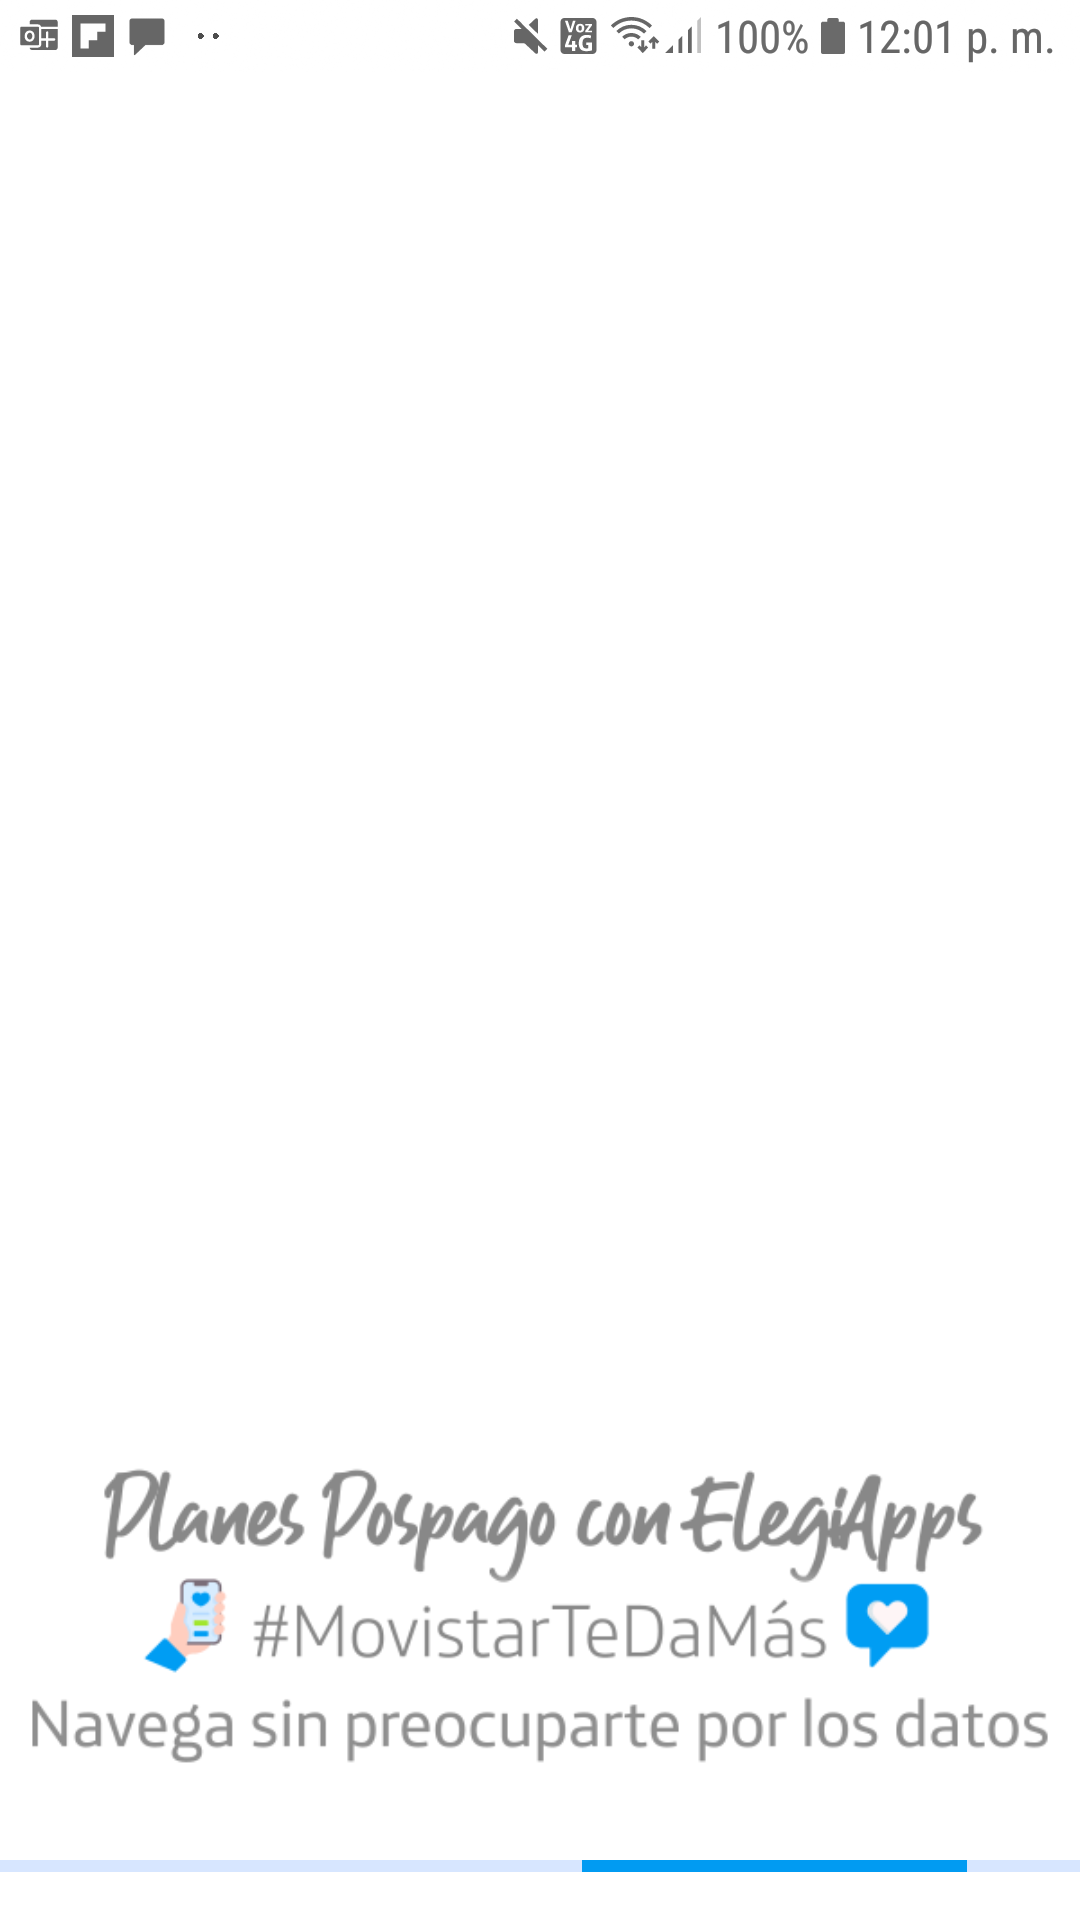 Voz 4G 100% 12:01 p. m.
Planes Pospago con ElegiApps
#MovistarTeDaMás
Navega sin preocuparte por los datos